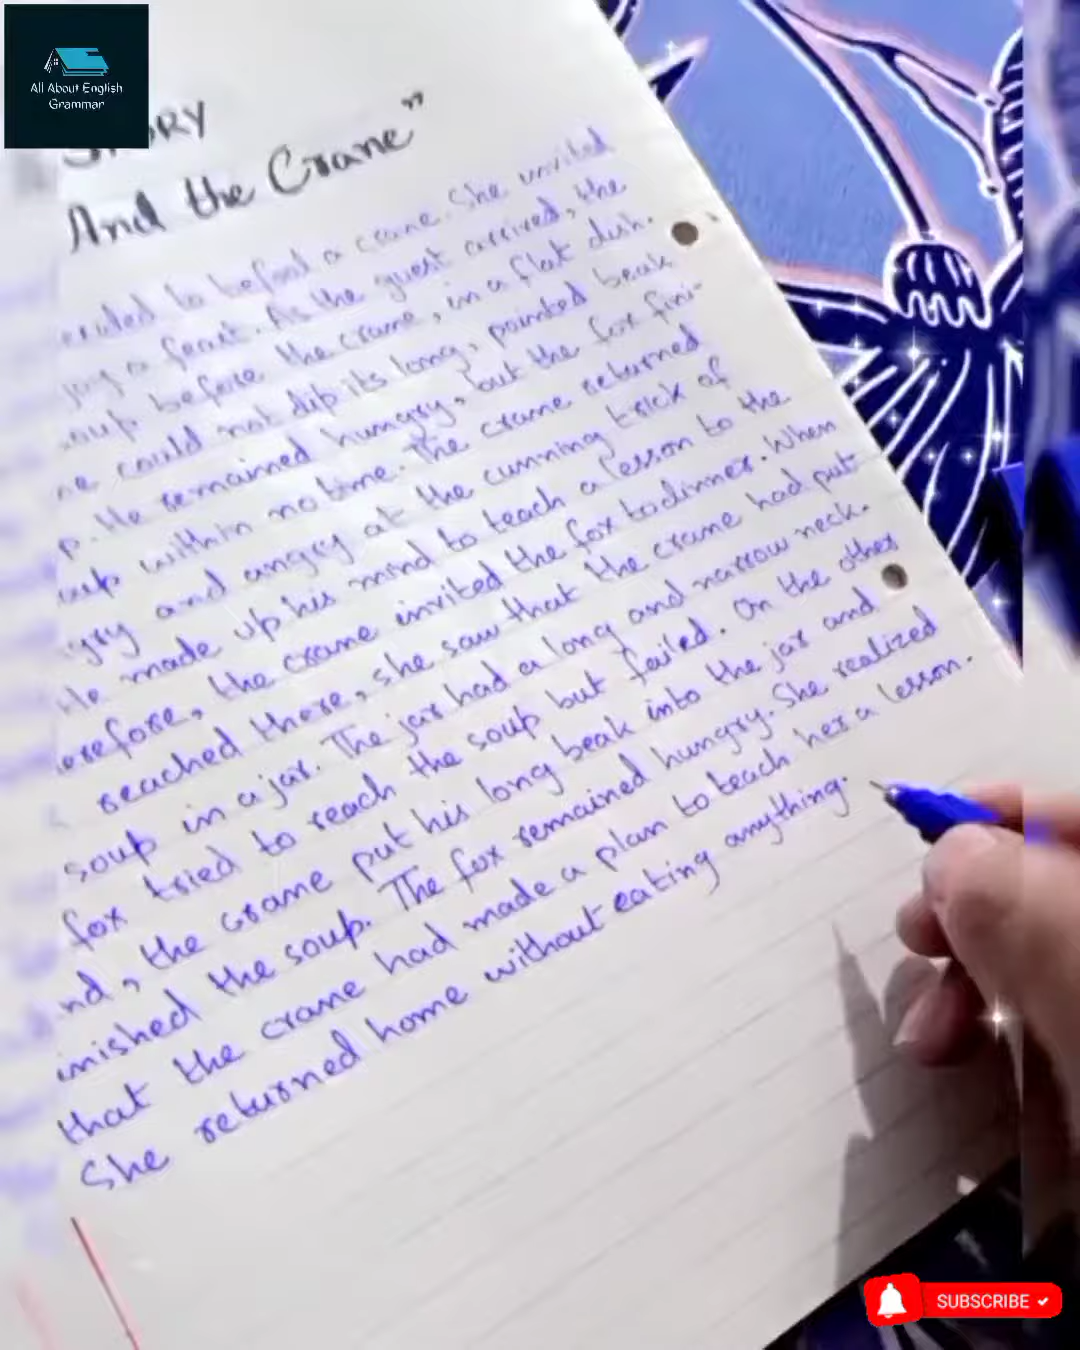 All About English
Grammar
STORY
And the Crane"
to befool a crane. She invited
a feast. As the guest arrived, the
soup before the crane, in a flat dish.
ne could not dip its long, pointed beak
p. He remained hungry, but the fox fini-
oup within no time. The crane returned
gry and angry at the cunning trick of
He made up his mind to teach a lesson to the
erefore, the crane invited the fox to dinner. When
reached there, she saw that the crane had put
soup in a jar. The jar had a long and narrow neck.
fox tried to reach the soup but failed. On the other
nd, the crane put his long beak into the jar and
inished the soup. The fox remained hungry. She realized
that the crane had made a plan to teach her a lesson.
She returned home without eating anything.
SUBSCRIBE